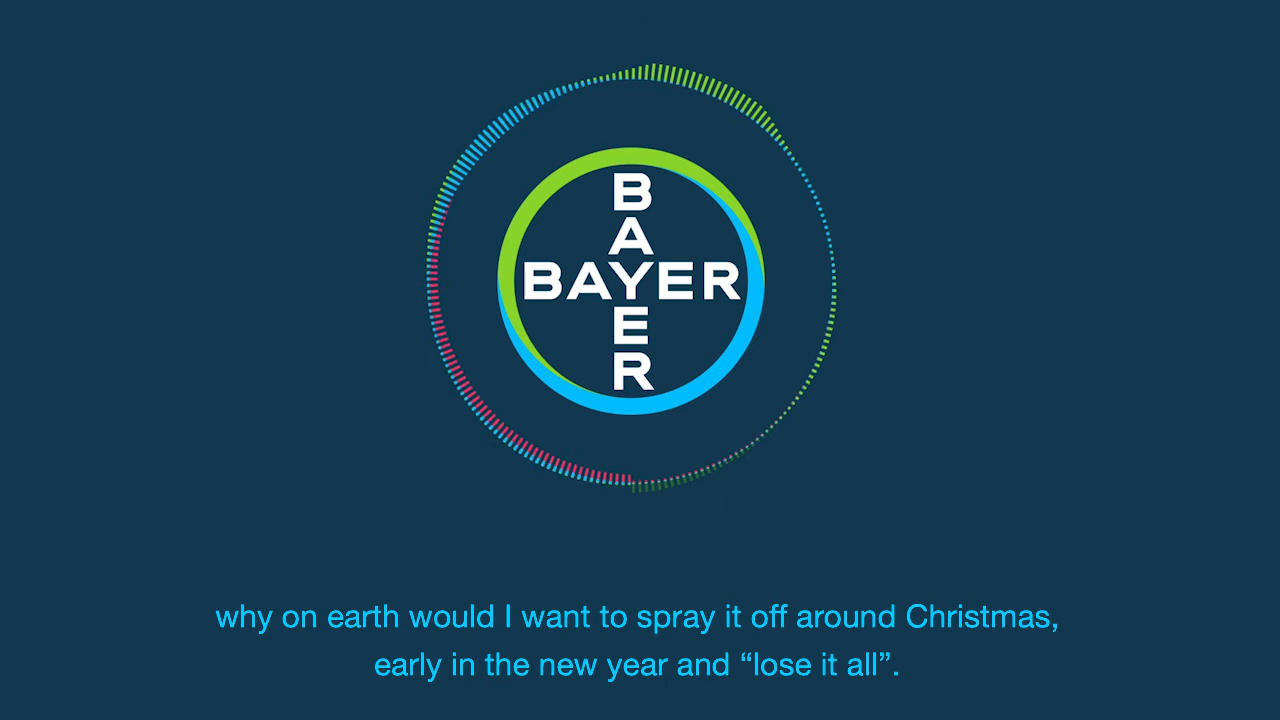 BAYER
BAYER
why on earth would I want to spray it off around Christmas,
early in the new year and “lose it all”.